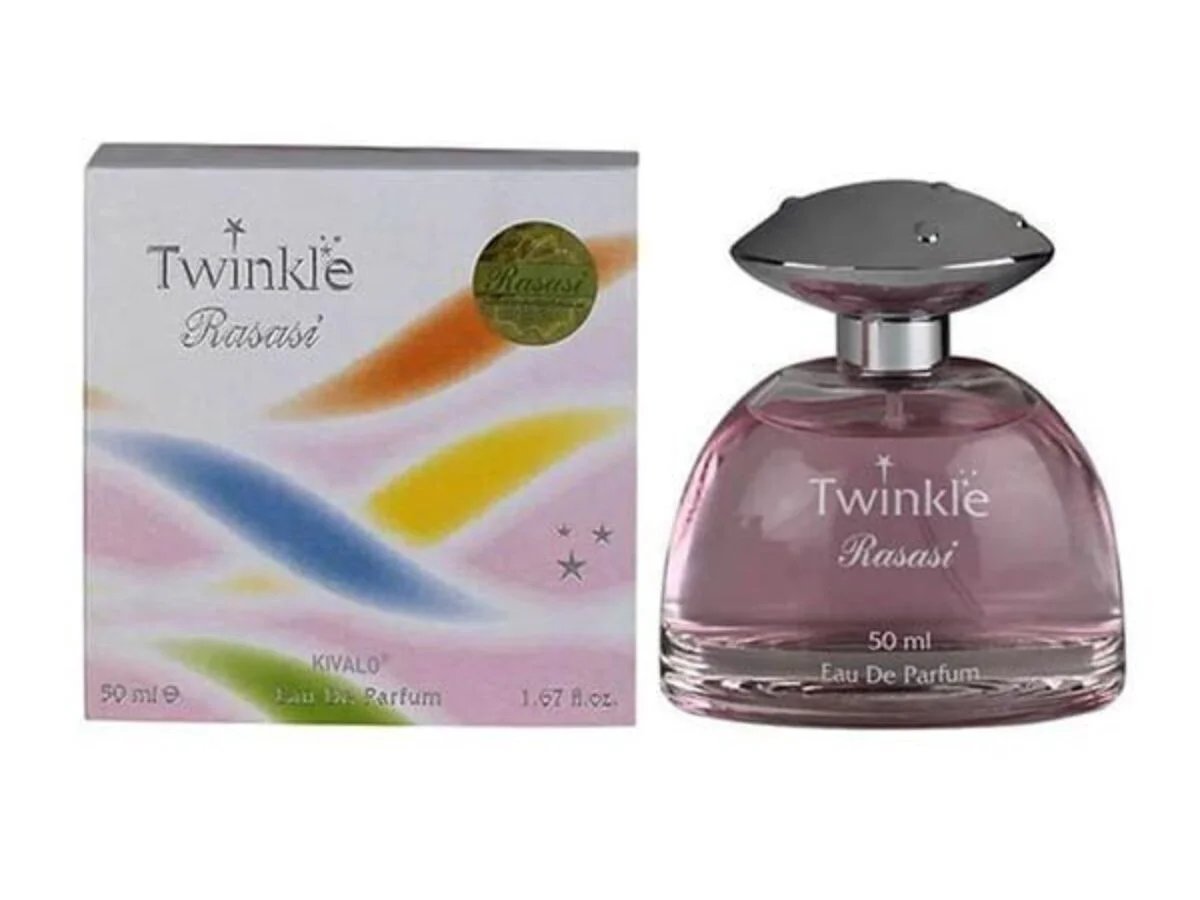 Twinkle
Rasasi
Rasasi
KIVALO®
50 ml ℮
Eau De Parfum
1.67 fl.oz.
Twinkle
Rasasi
50 ml
Eau De Parfum